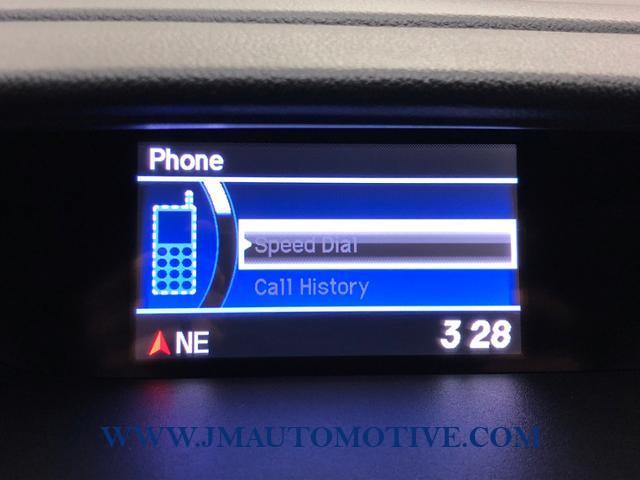 Phone
Speed Dial
Call History
NE
3 28
WWW.JMAUTOMOTIVE.COM